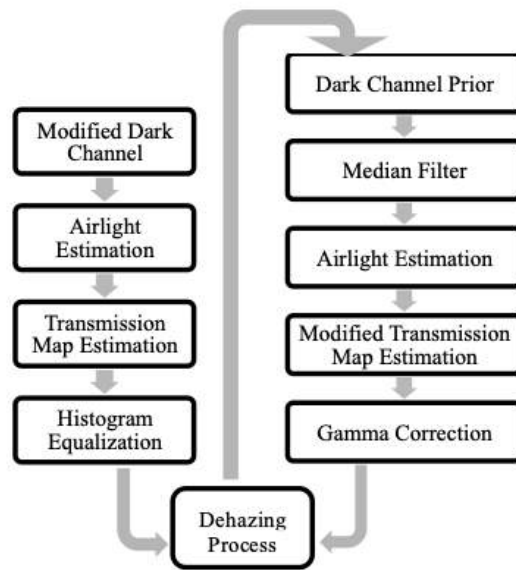 Modified Dark
Channel
Airlight
Estimation
Transmission
Map Estimation
Histogram
Equalization
Dehazing
Process
Dark Channel Prior
Median Filter
Airlight Estimation
Modified Transmission
Map Estimation
Gamma Correction